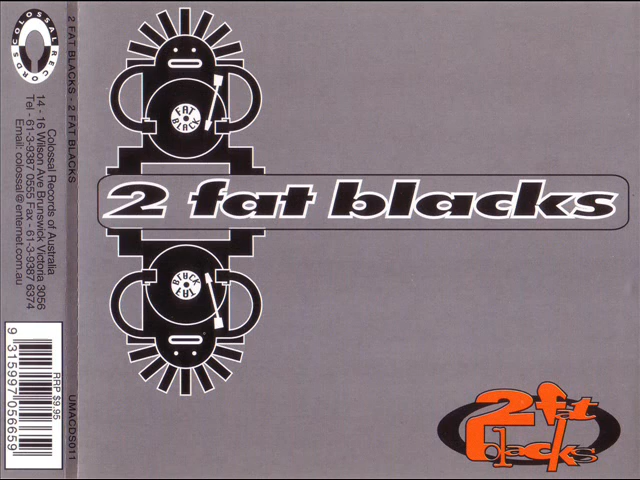 COLOSSAL RECORDS
Colossal Records of Australia
14 - 16 Wilson Ave Brunswick Victoria 3056
Tel - 61-3-9387 0555 Fax - 61-3-9387 6374
Email: colossal@enternet.com.au
RRP $9.95
9 315997 056659
2 FAT BLACKS - 2 FAT BLACKS
UMACDS011
FAT
BLACK
2 fat blacks
BLACK
FAT
2 fat
blacks